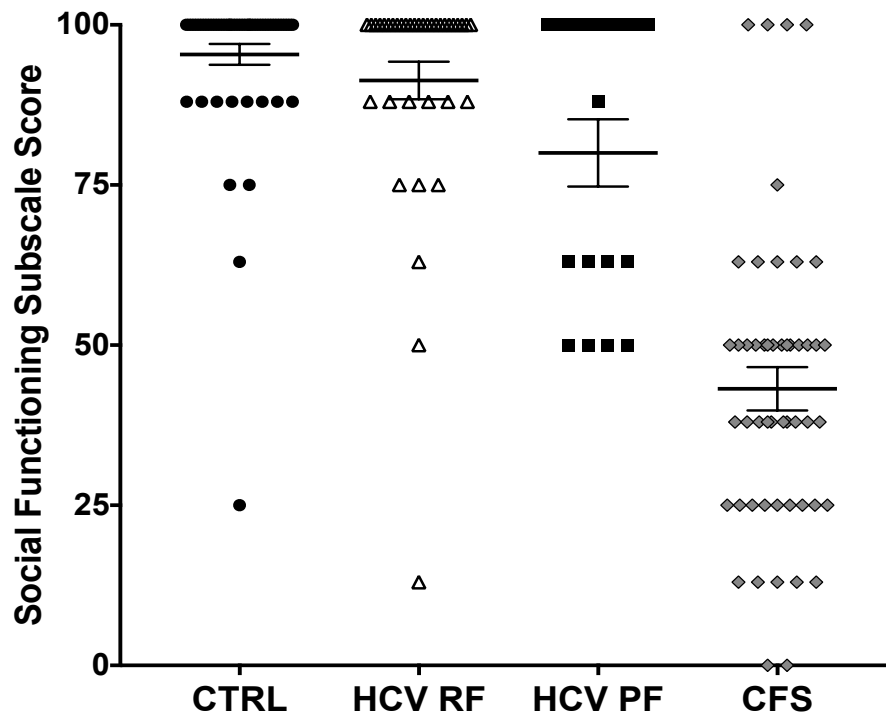 Social Functioning Subscale Score
100
75
50
25
0
CTRL HCV RF HCV PF CFS